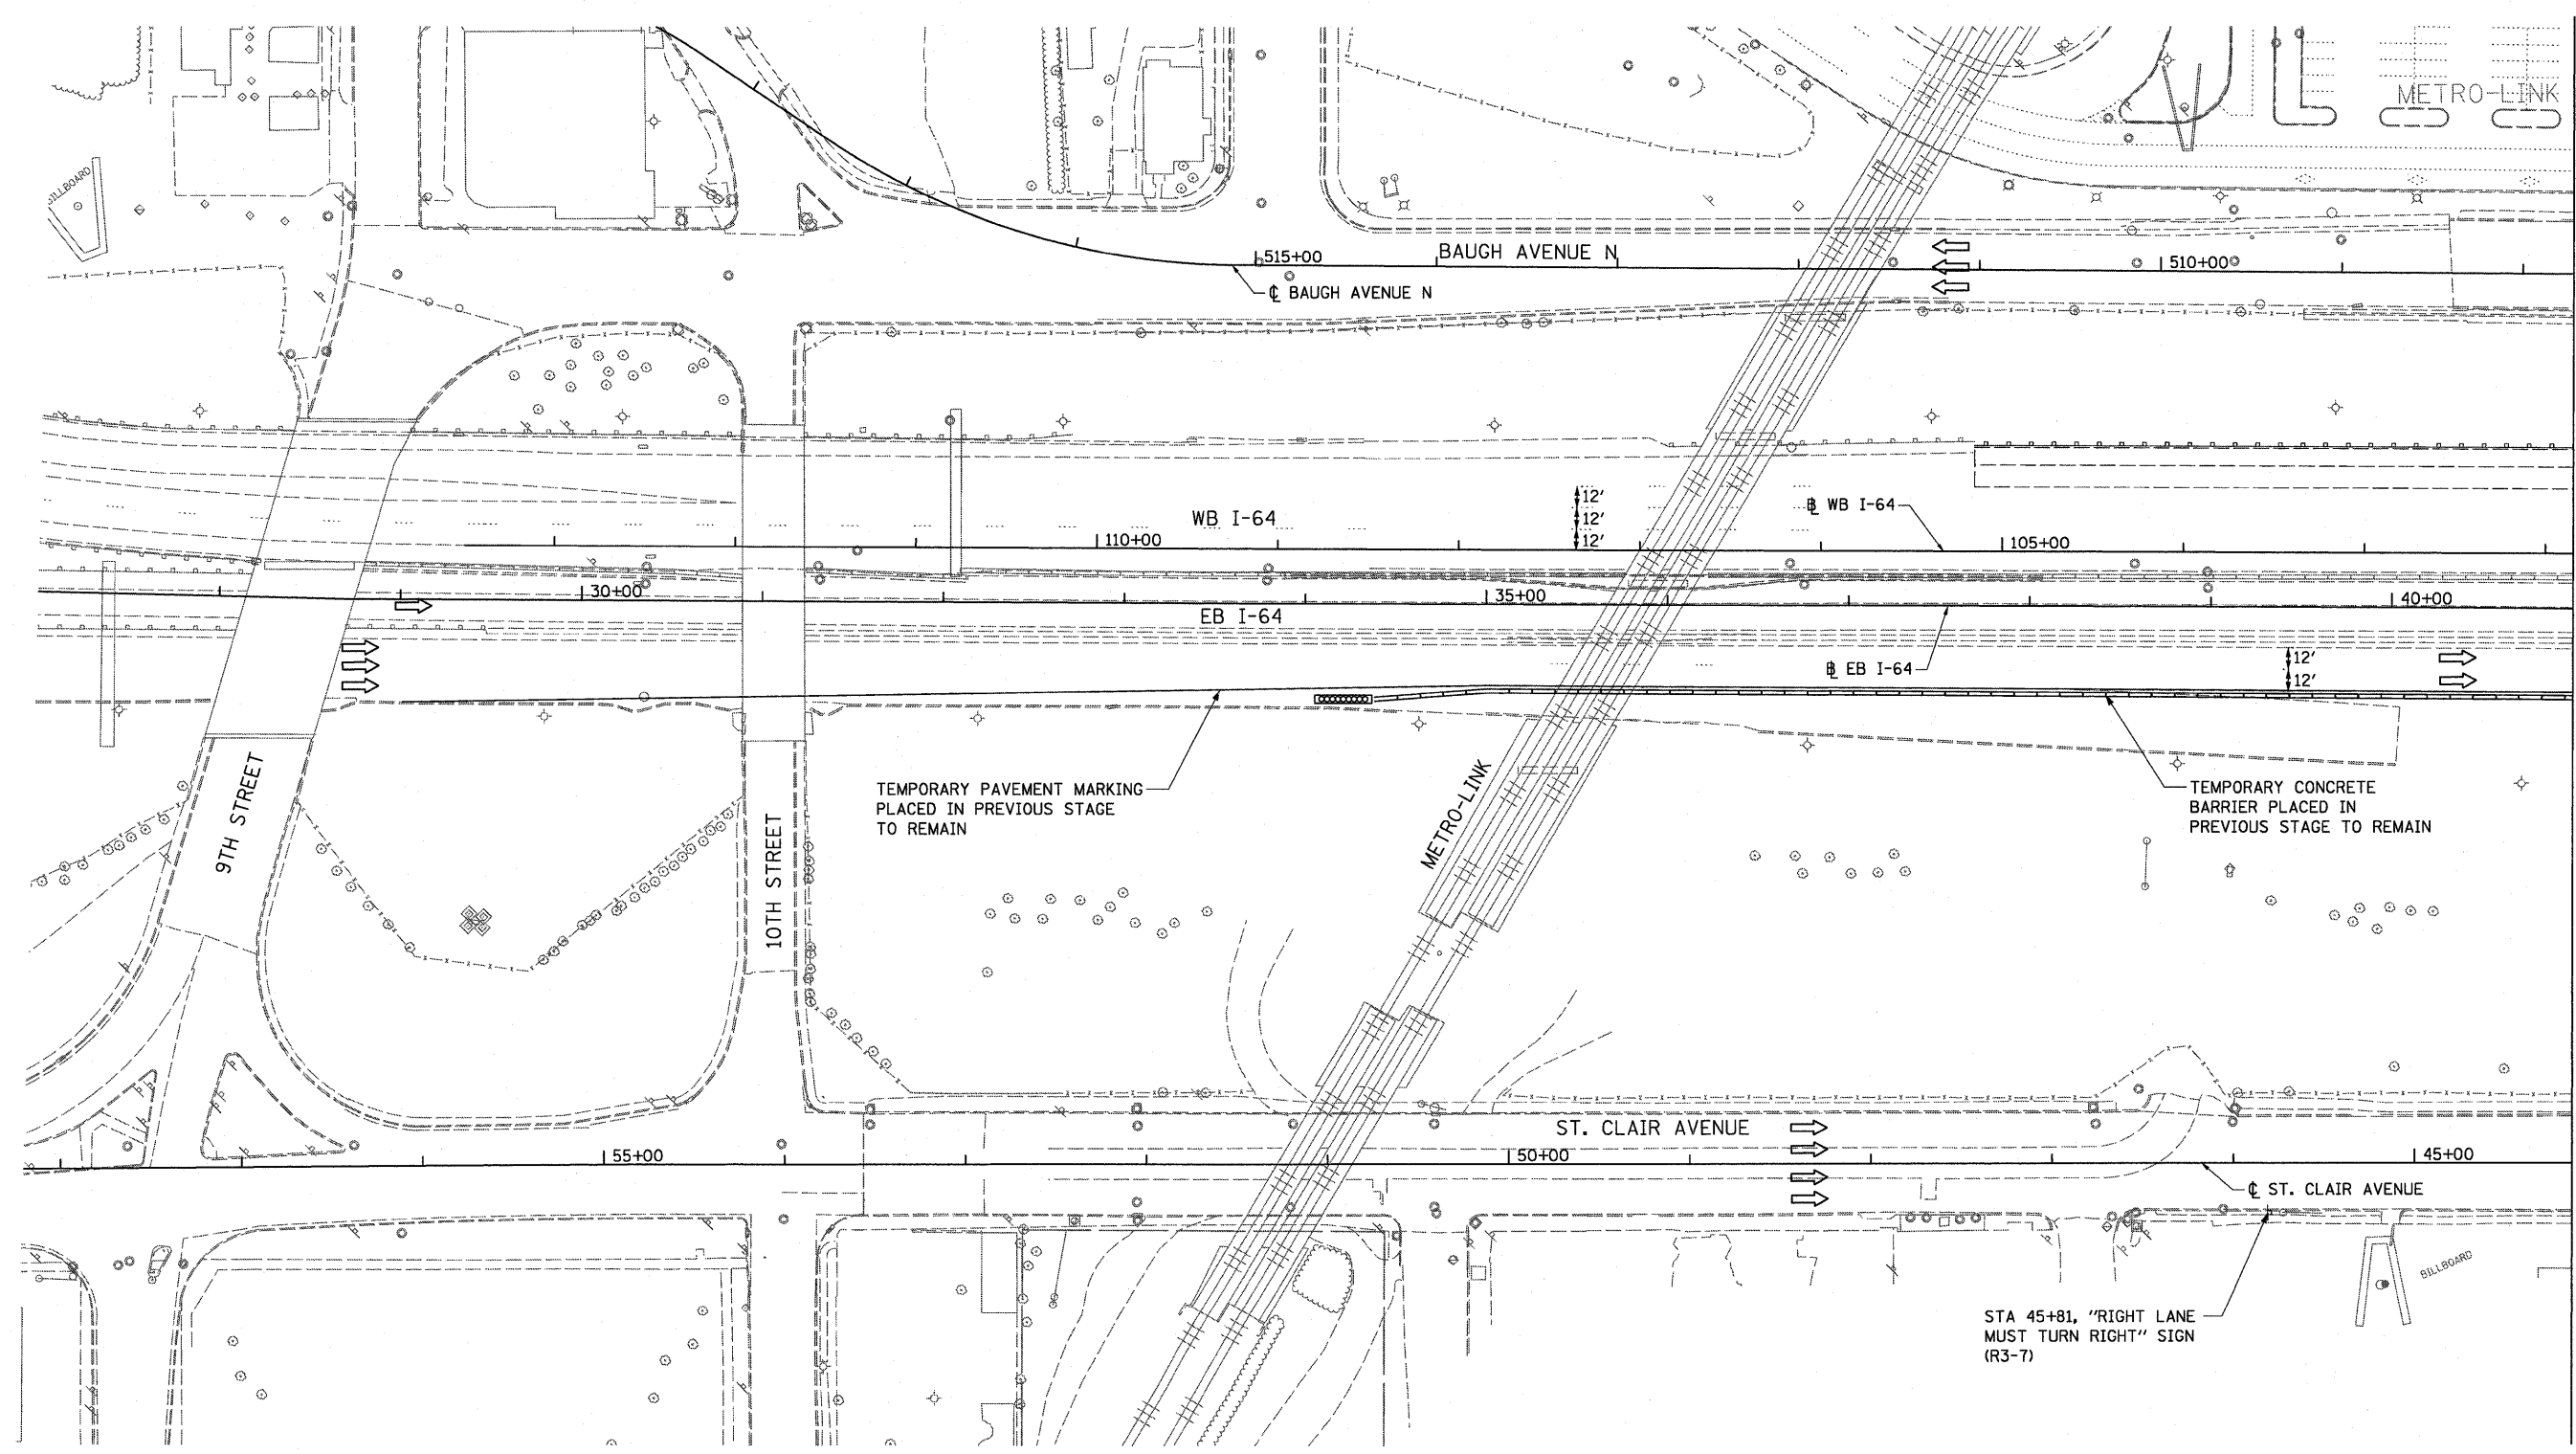 METRO-LINK
BILLBOARD
BAUGH AVENUE N
515+00
510+00
℄ BAUGH AVENUE N
12'
12'
12'
WB I-64
℄ WB I-64
110+00
105+00
30+00
35+00
40+00
EB I-64
℄ EB I-64
12'
12'
9TH STREET
10TH STREET
METRO-LINK
TEMPORARY PAVEMENT MARKING
PLACED IN PREVIOUS STAGE
TO REMAIN
TEMPORARY CONCRETE
BARRIER PLACED IN
PREVIOUS STAGE TO REMAIN
ST. CLAIR AVENUE
55+00
50+00
45+00
℄ ST. CLAIR AVENUE
BILLBOARD
STA 45+81, "RIGHT LANE
MUST TURN RIGHT" SIGN
(R3-7)